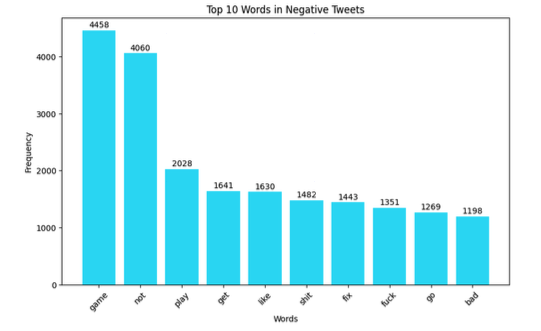 Top 10 Words in Negative Tweets
4458
4060
2028
1641
1630
1482
1443
1351
1269
1198
4000
3000
2000
1000
0
Frequency
game
not
play
get
like
shit
fix
fuck
go
bad
Words